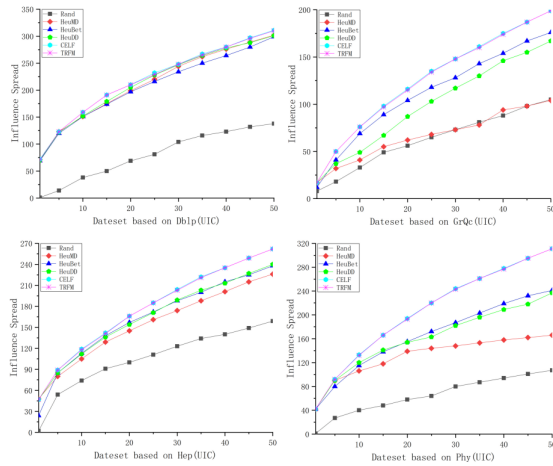 350
300
250
200
150
100
50
0
Influence Spread
Rand
HeuMD
HeuBet
HeuDD
CELF
TRFM
10 20 30 40 50
Dateset based on Dblp(UIC)
200
150
100
50
0
Influence Spread
Rand
HeuMD
HeuBet
HeuDD
CELF
TRFM
10 20 30 40 50
Dateset based on GrQc(UIC)
270
240
210
180
150
120
90
60
30
0
Influence Spread
Rand
HeuMD
HeuBet
HeuDD
CELF
TRFM
10 20 30 40 50
Dateset based on Hep(UIC)
320
280
240
200
160
120
80
40
0
Influence Spread
Rand
HeuMD
HeuBet
HeuDD
CELF
TRFM
10 20 30 40 50
Dateset based on Phy(UIC)